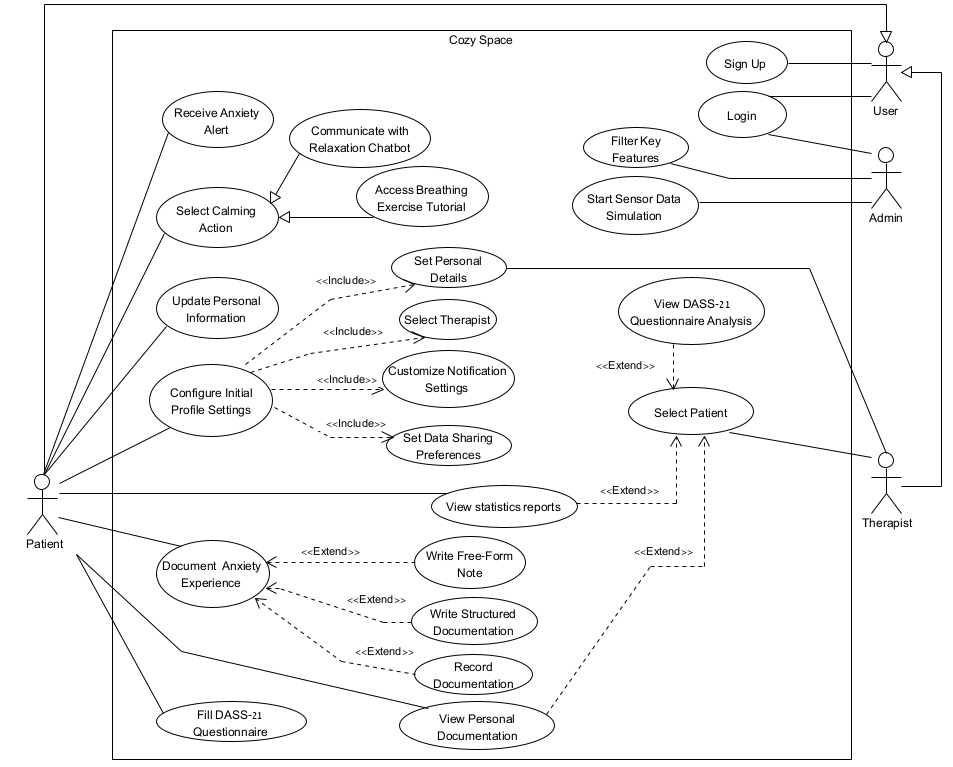 Cozy Space
Sign Up
User
Receive Anxiety
Alert
Login
Communicate with
Relaxation Chatbot
Filter Key
Features
Access Breathing
Exercise Tutorial
Select Calming
Action
Start Sensor Data
Simulation
Admin
Set Personal
Details
<<Include>>
Update Personal
Information
View DASS-21
Questionnaire Analysis
Select Therapist
<<Include>>
<<Extend>>
Customize Notification
Settings
<<Include>>
Configure Initial
Profile Settings
Select Patient
<<Include>>
Set Data Sharing
Preferences
<<Extend>>
View statistics reports
Therapist
Patient
<<Extend>>
Write Free-Form
Note
<<Extend>>
Document Anxiety
Experience
<<Extend>>
Write Structured
Documentation
<<Extend>>
Record
Documentation
Fill DASS-21
Questionnaire
View Personal
Documentation